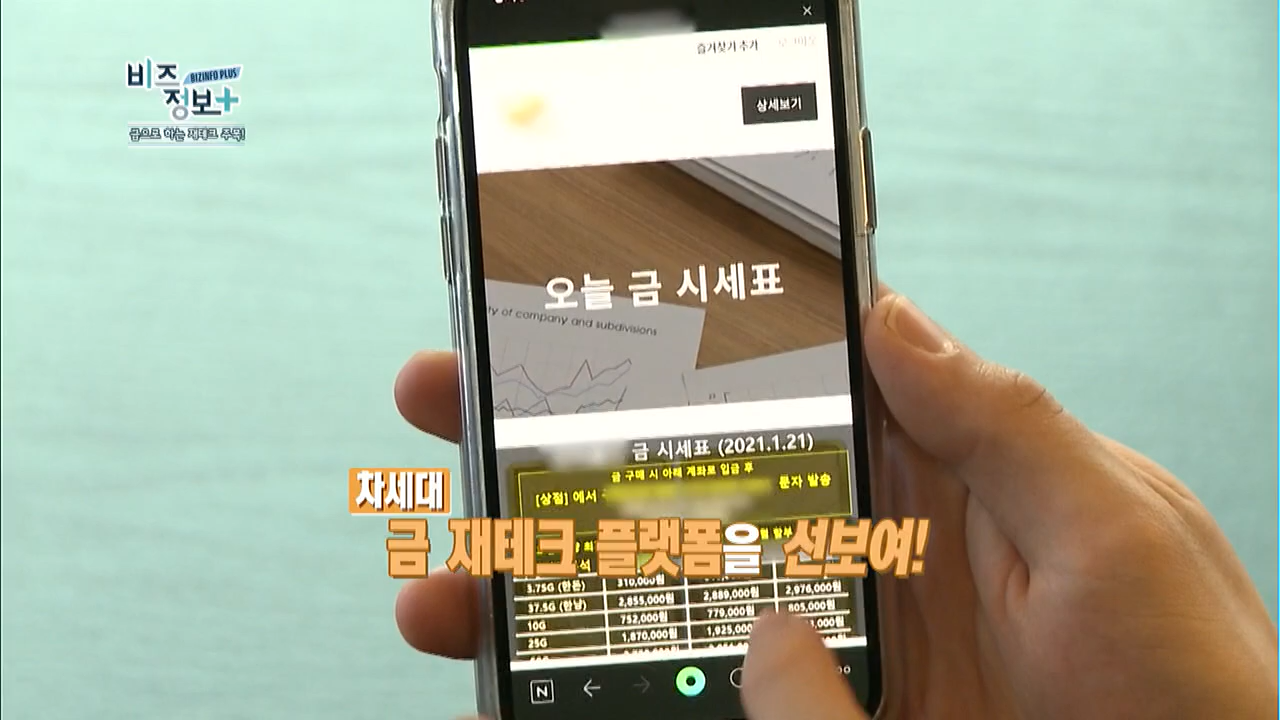 비즈
BIZINFO PLUS
정보+
금으로 하는 재테크 주목!
즐겨찾기 추가
상세보기
오늘 금 시세표
ty of company and subdivisions
금 시세표 (2021.1.21)
금 구매 시 아래 계좌로 입금 후
[상점] 에서
문자 발송
차세대
금 재테크 플랫폼을 선보여!
3.75G (한돈) 310,000원
37.5G (한냥) 2,855,000원 2,889,000원 2,976,000원
10G 752,000원 779,000원 805,000원
25G 1,870,000원 1,925,000
N